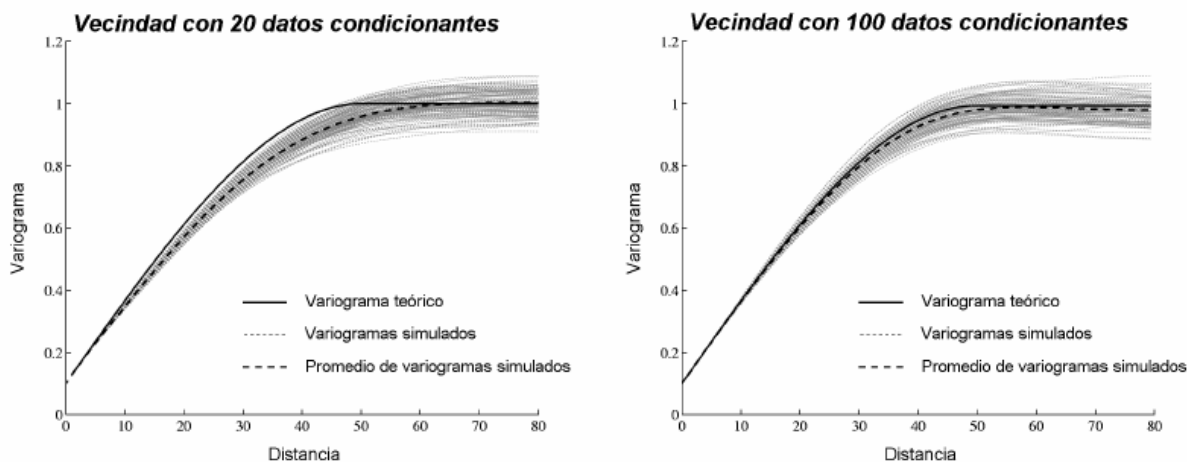 Vecindad con 20 datos condicionantes
1.2
1
0.8
0.6
0.4
0.2
0
Variograma
0 10 20 30 40 50 60 70 80
Distancia
Variograma teórico
Variogramas simulados
Promedio de variogramas simulados
Vecindad con 100 datos condicionantes
1.2
1
0.8
0.6
0.4
0.2
0
Variograma
0 10 20 30 40 50 60 70 80
Distancia
Variograma teórico
Variogramas simulados
Promedio de variogramas simulados